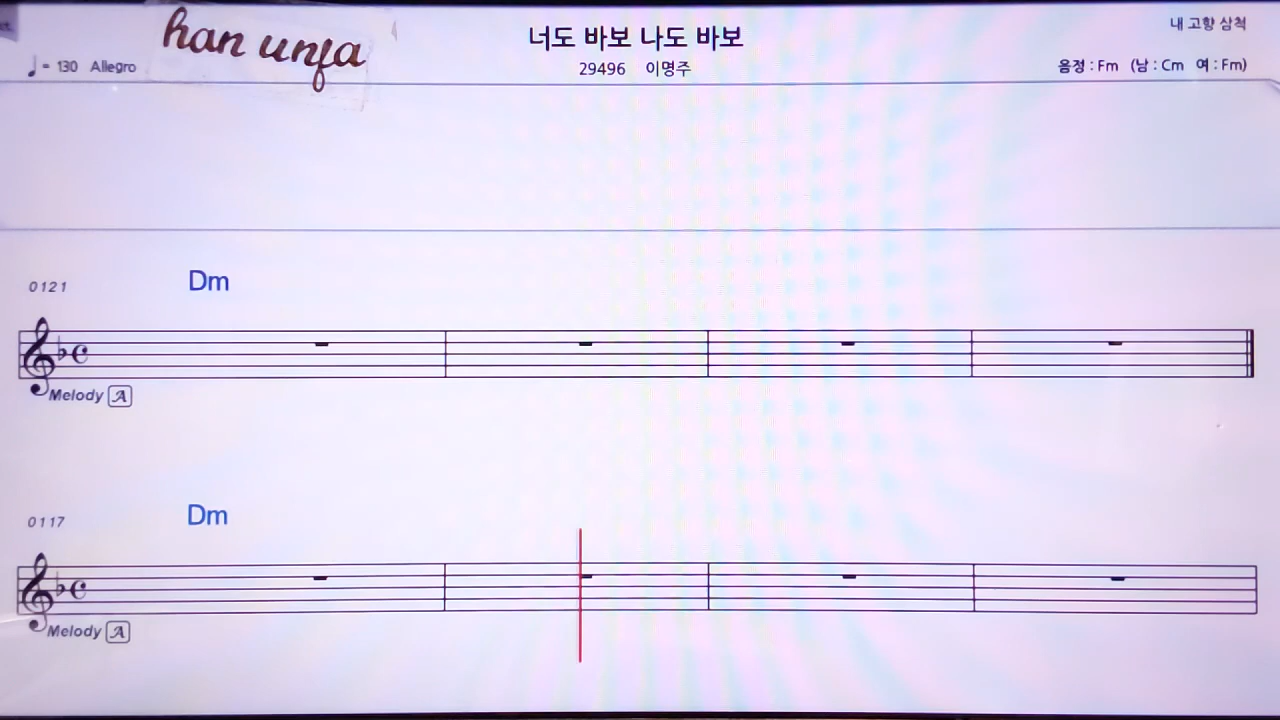 han unfa
너도 바보 나도 바보
내 고향 삼척
♩= 130 Allegro
29496 이명주
음정 : Fm (남 : Cm 여 : Fm)
0121 Dm
Melody A
0117 Dm
Melody A